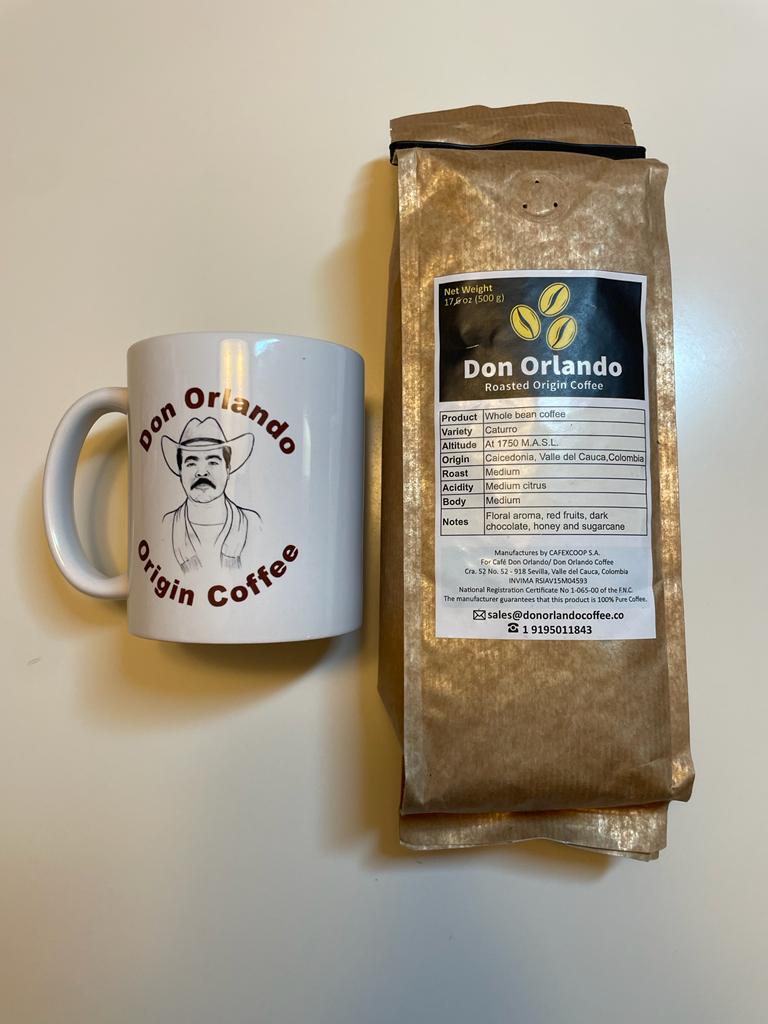 Don Orlando
Origin Coffee
Net Weight
17,6 oz (500 g)
Don Orlando
Roasted Origin Coffee
Product Whole bean coffee
Variety Caturro
Altitude At 1750 M.A.S.L.
Origin Caicedonia, Valle del Cauca,Colombia
Roast Medium
Acidity Medium citrus
Body Medium
Notes Floral aroma, red fruits, dark
chocolate, honey and sugarcane
Manufactures by CAFEXCOOP S.A.
For Café Don Orlando/ Don Orlando Coffee
Cra. 52 No. 52 - 918 Sevilla, Valle del Cauca, Colombia
INVIMA RSIAV15M04593
National Registration Certificate No 1-065-00 of the F.N.C.
The manufacturer guarantees that this product is 100% Pure Coffee.
sales@donorlandocoffee.co
1 9195011843